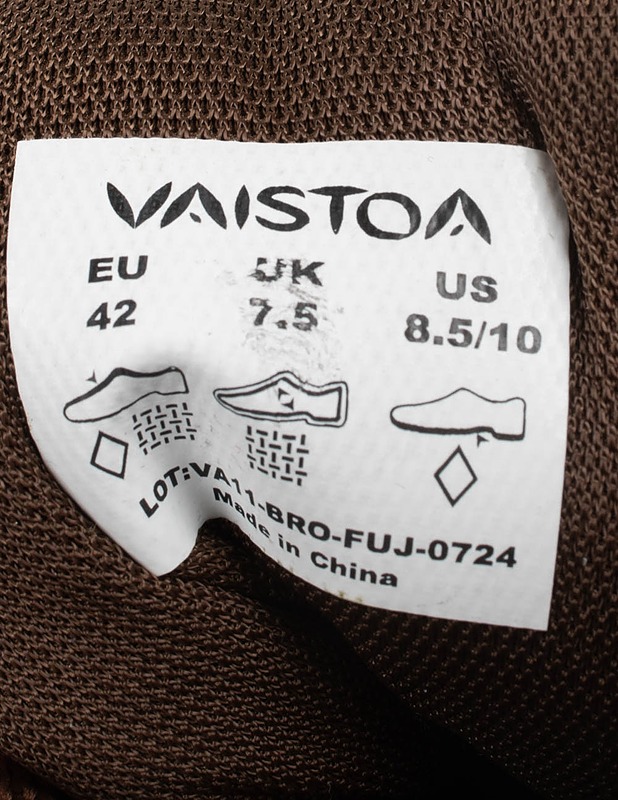 VAISTOA
EU UK US
42 7.5 8.5/10
LOT:VA11-BRO-FUJ-0724
Made in China